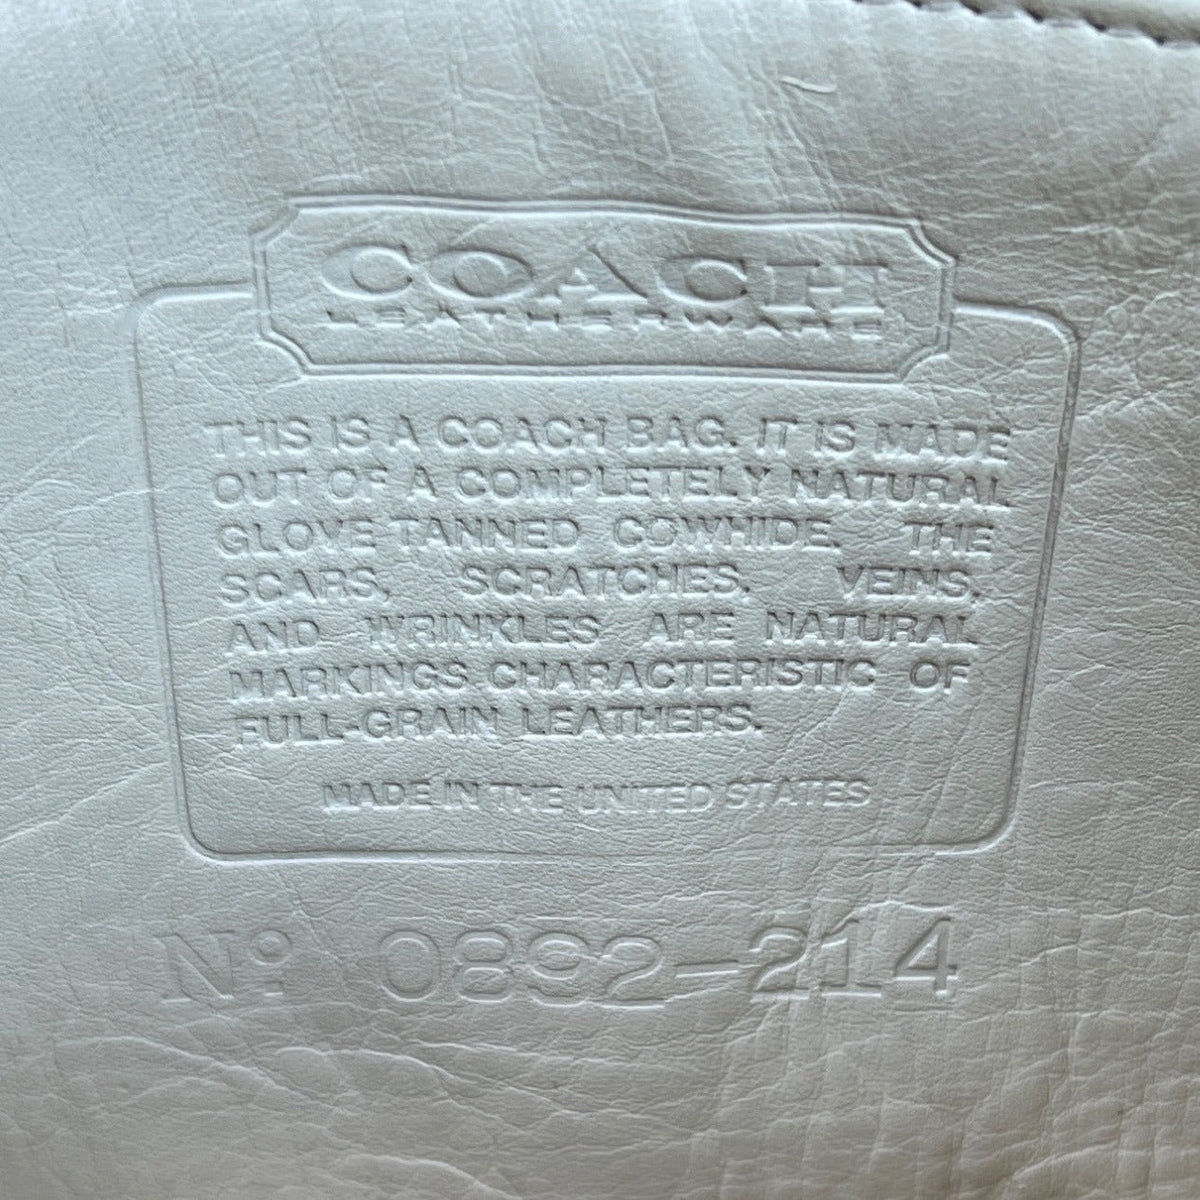 COACH
LEATHERWARE
THIS IS A COACH BAG. IT IS MADE
OUT OF A COMPLETELY NATURAL
GLOVE TANNED COWHIDE. THE
SCARS, SCRATCHES, VEINS,
AND WRINKLES ARE NATURAL
MARKINGS CHARACTERISTIC OF
FULL-GRAIN LEATHERS.
MADE IN THE UNITED STATES
Nº 0892-214